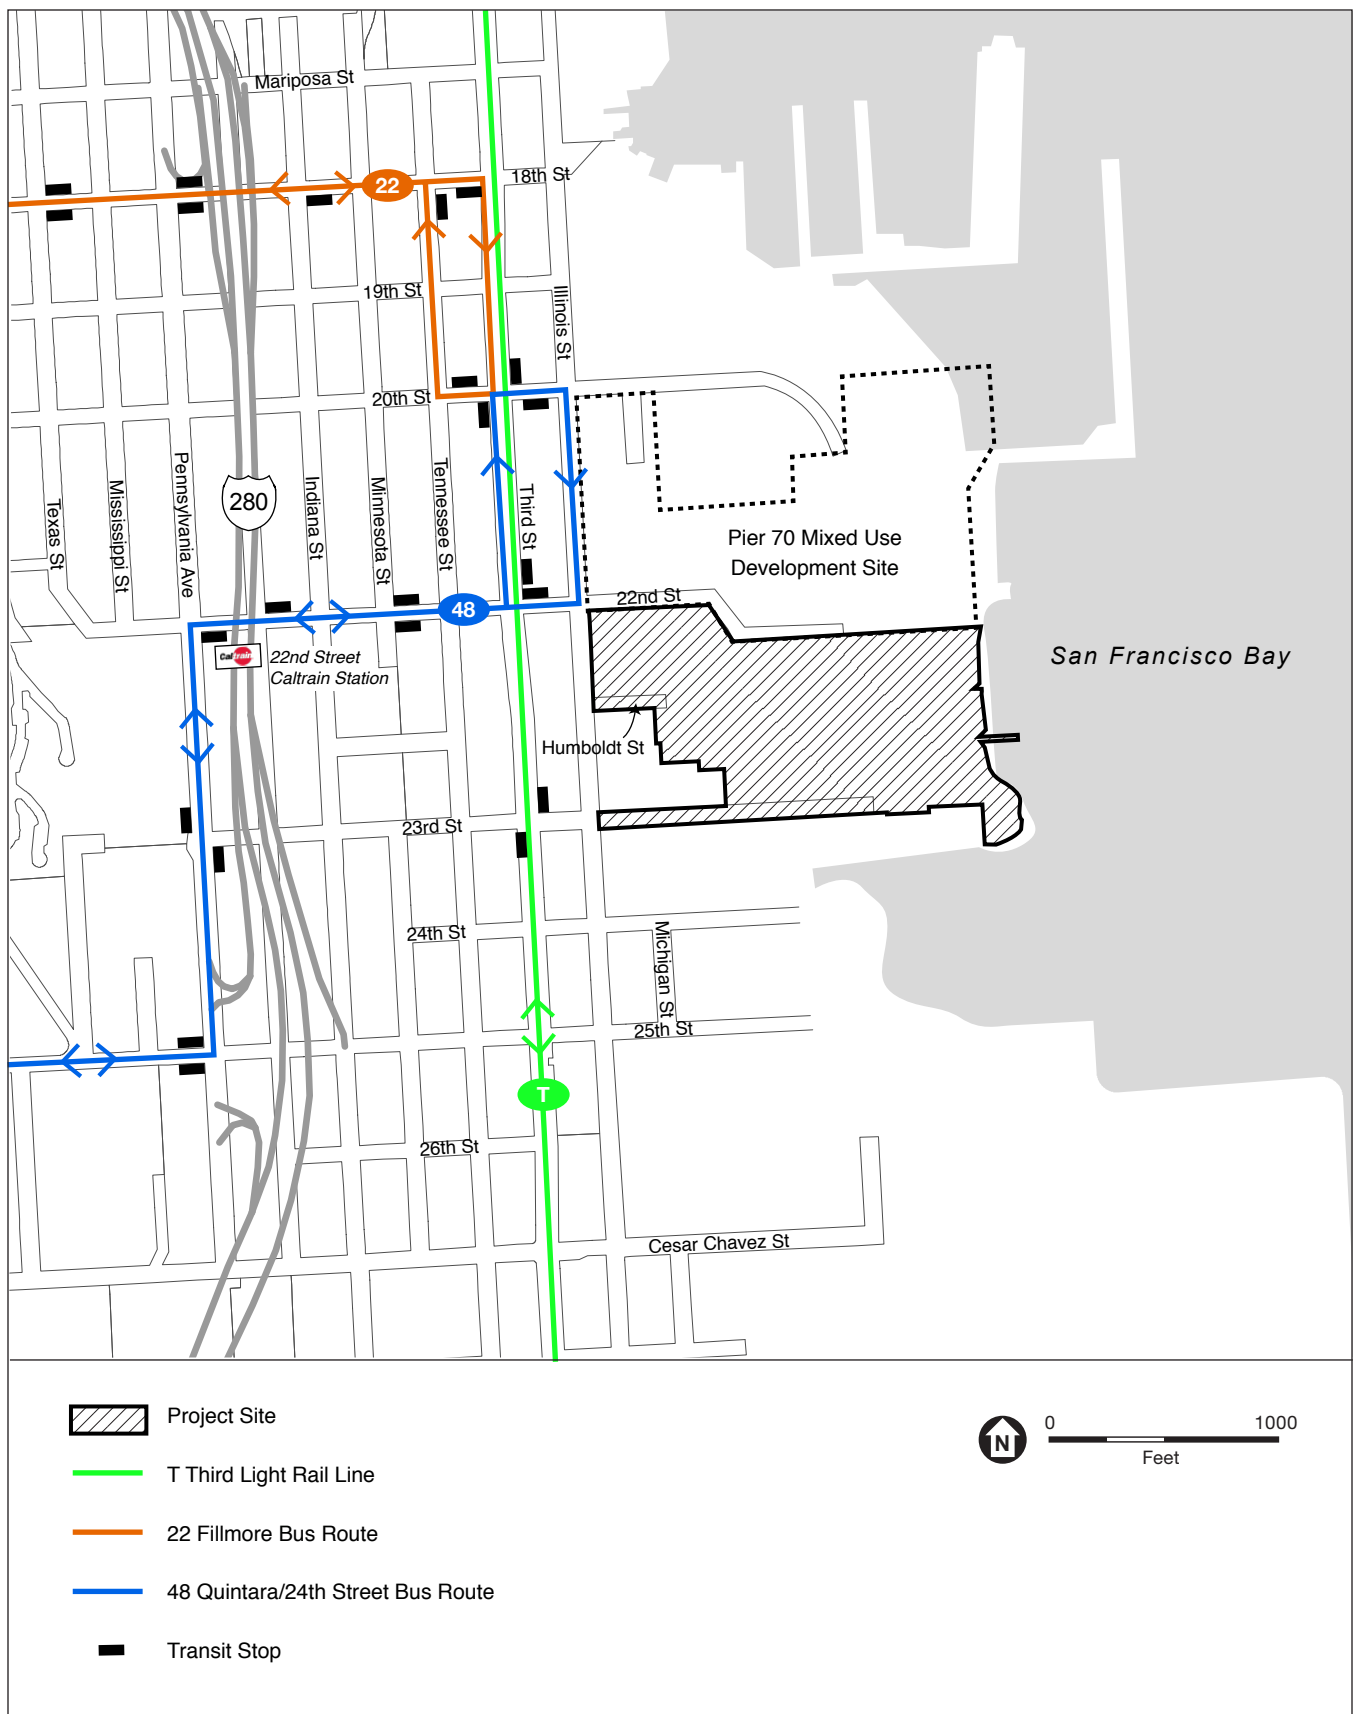 Mariposa St
18th St
22
19th St
Illinois St
20th St
Texas St
Mississippi St
Pennsylvania Ave
280
Indiana St
Minnesota St
Tennessee St
Third St
Pier 70 Mixed Use
Development Site
22nd St
48
Caltrain
22nd Street
Caltrain Station
San Francisco Bay
Humboldt St
23rd St
24th St
Michigan St
25th St
T
26th St
Cesar Chavez St
Project Site
T Third Light Rail Line
22 Fillmore Bus Route
48 Quintara/24th Street Bus Route
Transit Stop
N
0 1000
Feet